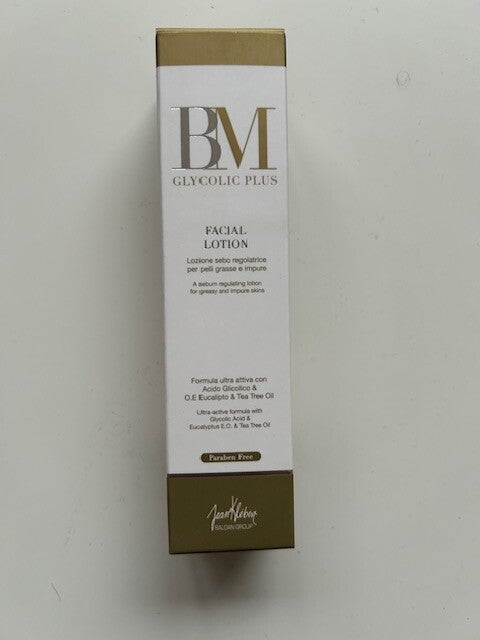 BM
GLYCOLIC PLUS
FACIAL
LOTION
Lozione sebo regolatrice
per pelli grasse e impure
A sebum regulating lotion
for greasy and impure skins
Formula ultra attiva con
Acido Glicolico &
O.E Eucalipto & Tea Tree Oil
Ultra-active formula with
Glycolic Acid &
Eucalyptus E.O. & Tea Tree Oil
Paraben Free
Jean Klebert
BALDAN GROUP